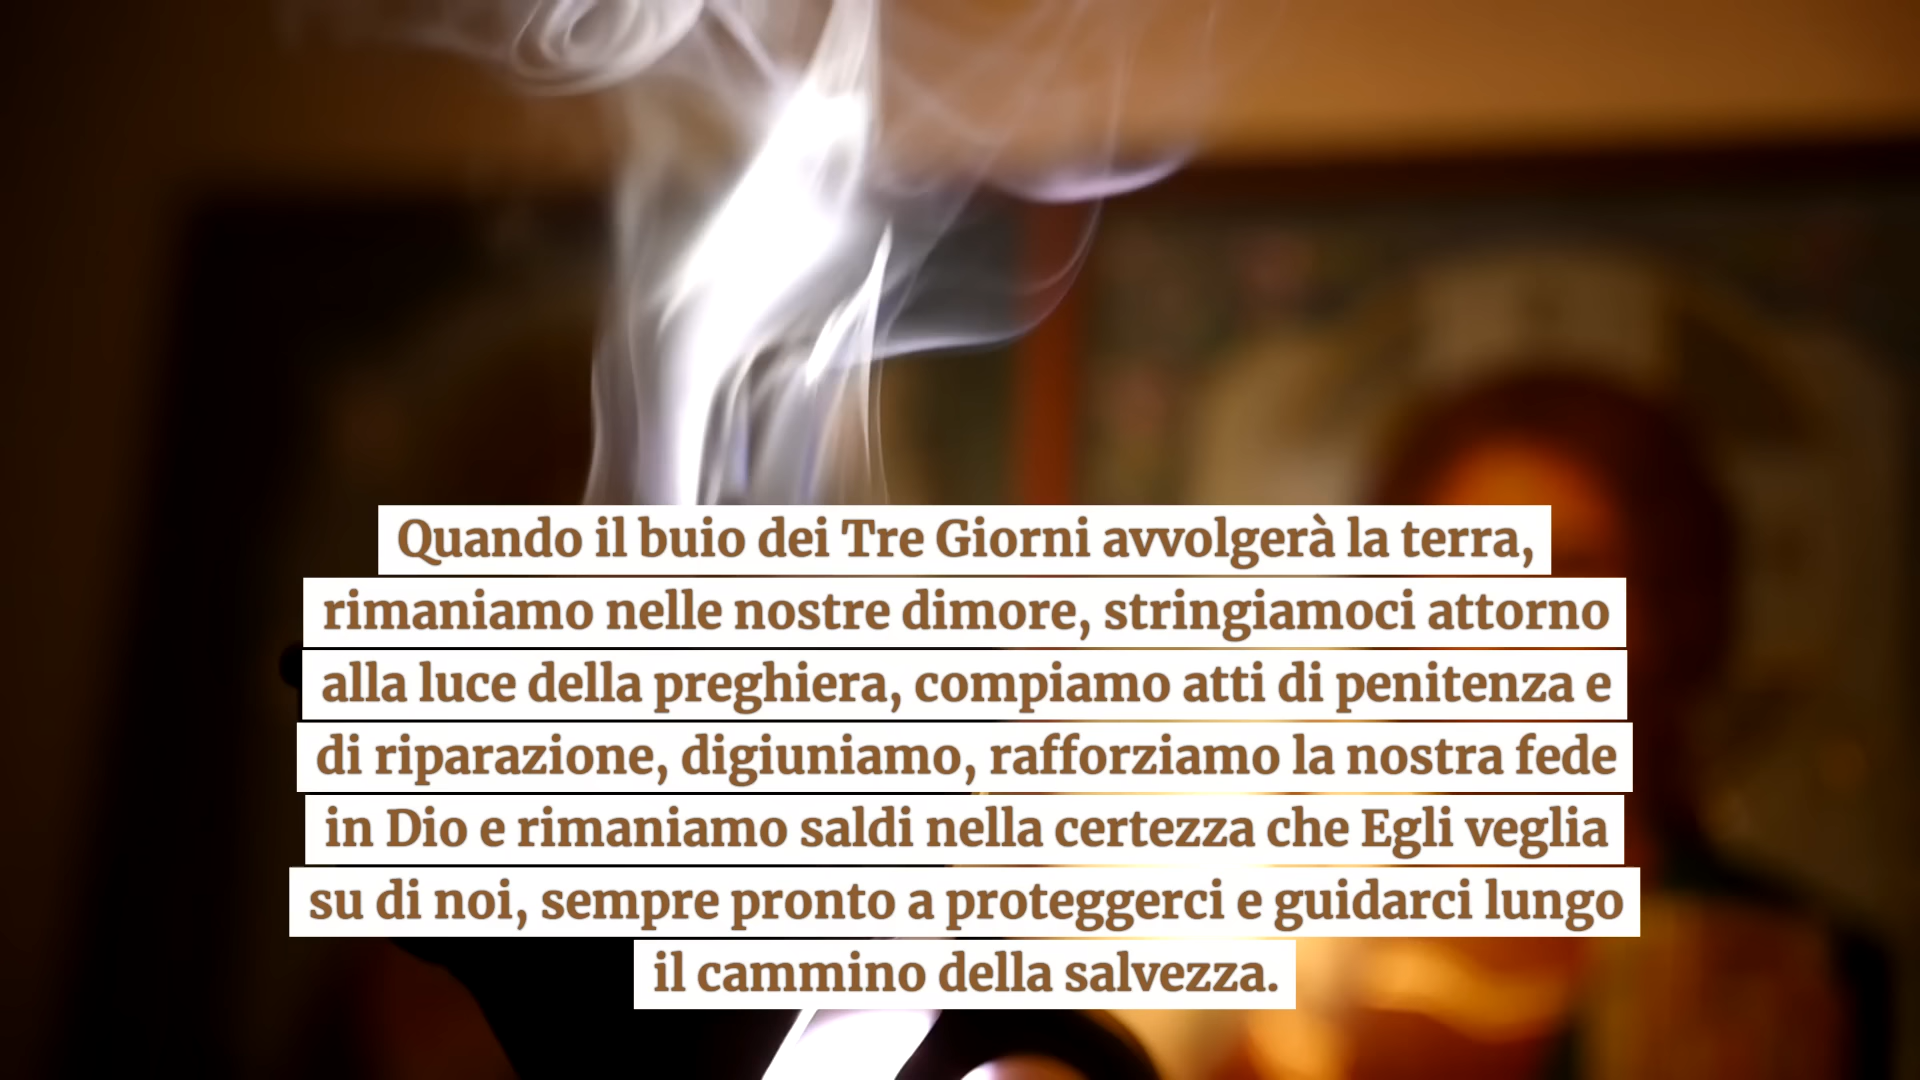 Quando il buio dei Tre Giorni avvolgerà la terra,
rimaniamo nelle nostre dimore, stringiamoci attorno
alla luce della preghiera, compiamo atti di penitenza e
di riparazione, digiuniamo, rafforziamo la nostra fede
in Dio e rimaniamo saldi nella certezza che Egli veglia
su di noi, sempre pronto a proteggerci e guidarci lungo
il cammino della salvezza.